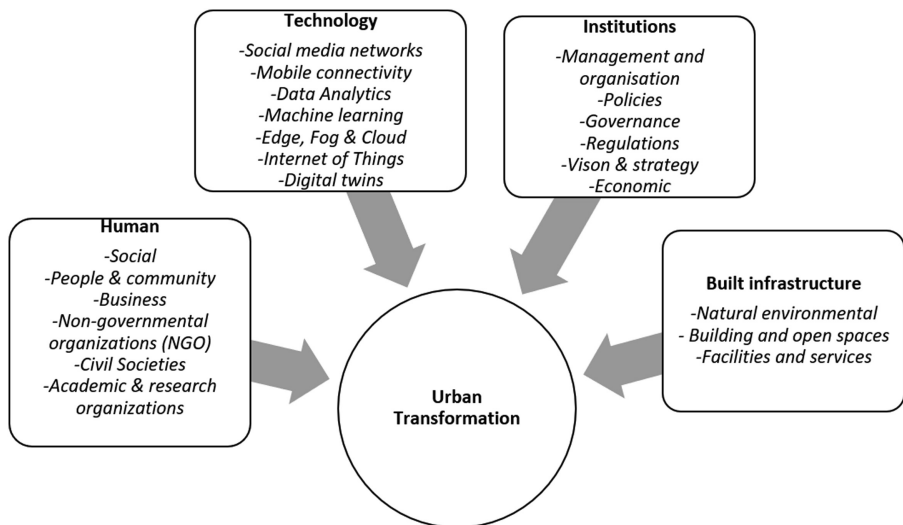 Technology
-Social media networks
-Mobile connectivity
-Data Analytics
-Machine learning
-Edge, Fog & Cloud
-Internet of Things
-Digital twins
Institutions
-Management and
organisation
-Policies
-Governance
-Regulations
-Vison & strategy
-Economic
Human
-Social
-People & community
-Business
-Non-governmental
organizations (NGO)
-Civil Societies
-Academic & research
organizations
Built infrastructure
-Natural environmental
- Building and open spaces
-Facilities and services
Urban
Transformation